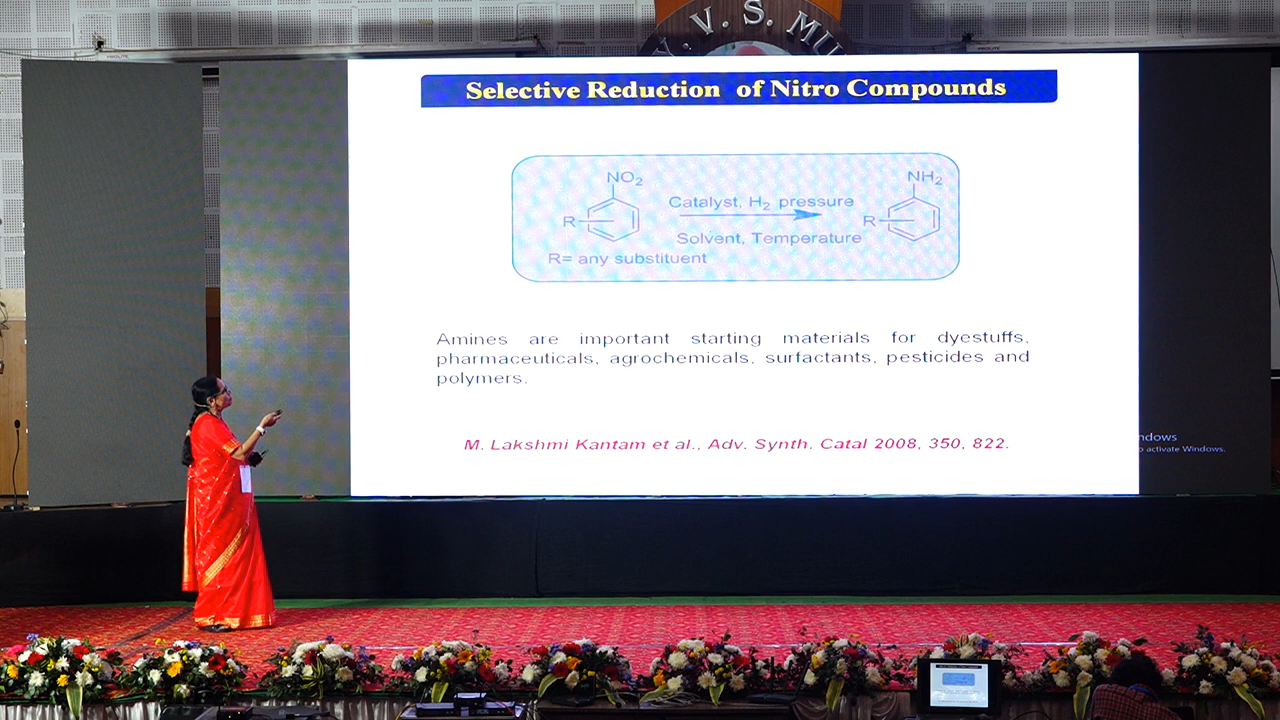 . V. S. MU
Selective Reduction of Nitro Compounds
NO2 NH2
Catalyst, H2 pressure
R R
Solvent, Temperature
R= any substituent
Amines are important starting materials for dyestuffs,
pharmaceuticals, agrochemicals, surfactants, pesticides and
polymers.
M. Lakshmi Kantam et al., Adv. Synth. Catal 2008, 350, 822.
ndows
o activate Windows.